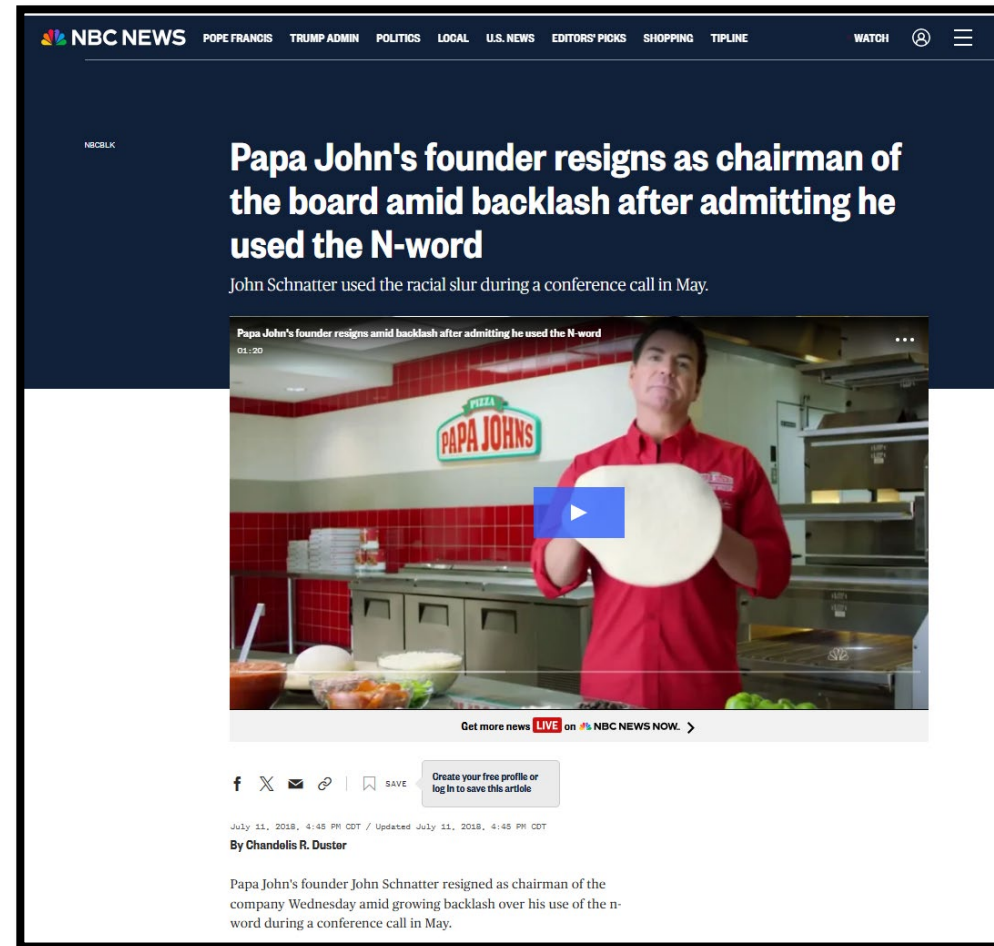 NBC NEWS POPE FRANCIS TRUMP ADMIN POLITICS LOCAL U.S. NEWS EDITORS' PICKS SHOPPING TIPLINE WATCH
NBCBLK
Papa John's founder resigns as chairman of
the board amid backlash after admitting he
used the N-word
John Schnatter used the racial slur during a conference call in May.
Papa John's founder resigns amid backlash after admitting he used the N-word
01:20
PIZZA
PAPA JOHNS
Get more news LIVE on NBC NEWS NOW.
SAVE
Create your free profile or
log in to save this article
July 11, 2018, 4:45 PM CDT / Updated July 11, 2018, 4:45 PM CDT
By Chandelis R. Duster
Papa John's founder John Schnatter resigned as chairman of the
company Wednesday amid growing backlash over his use of the n-
word during a conference call in May.